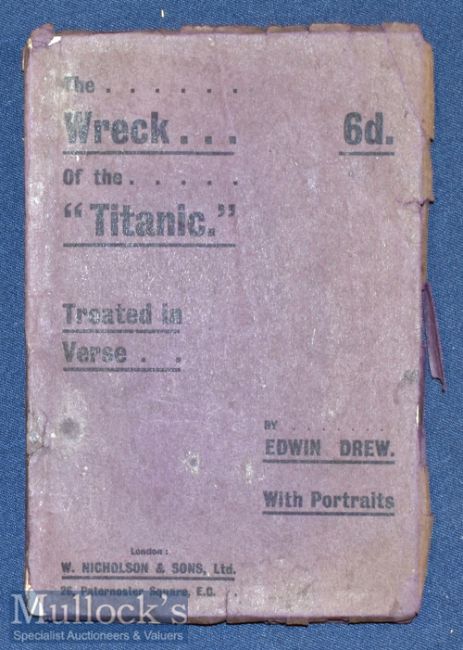 The . . . . . .
Wreck . . . 6d.
Of the . . . . .
"Titanic."
Treated in
Verse . .
BY . . . . . . . . .
EDWIN DREW.
With Portraits
London :
W. NICHOLSON & SONS, Ltd.
26, Paternoster Square, E.C. . .
Mullock's
Specialist Auctioneers & Valuers